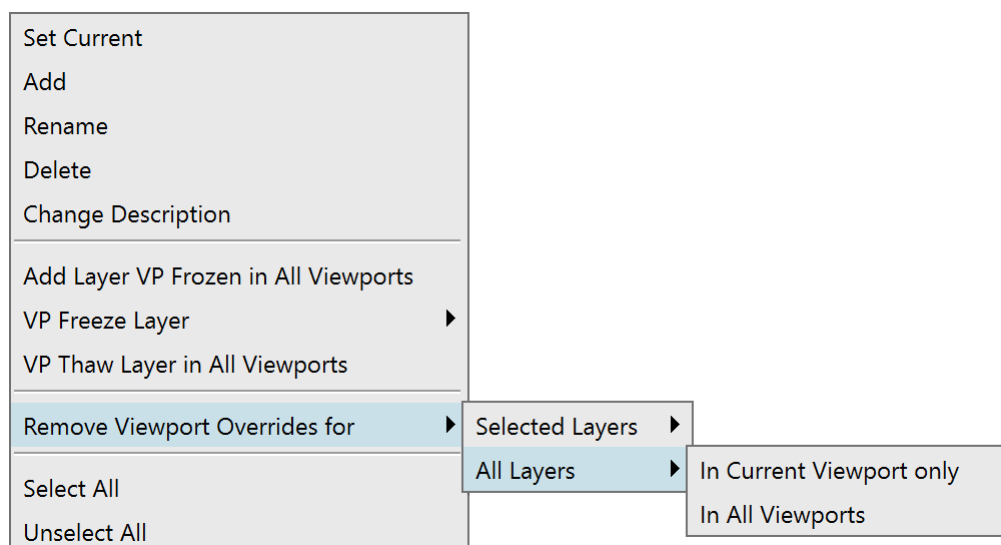 Set Current
Add
Rename
Delete
Change Description
Add Layer VP Frozen in All Viewports
VP Freeze Layer
VP Thaw Layer in All Viewports
Remove Viewport Overrides for
Selected Layers
All Layers
In Current Viewport only
In All Viewports
Select All
Unselect All